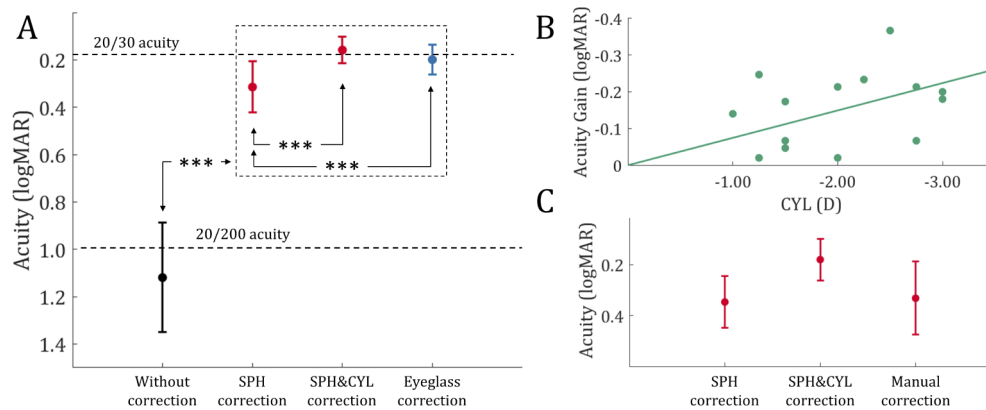 A
20/30 acuity
0.2
0.4
0.6
0.8
1.0
1.2
1.4
Acuity (logMAR)
***
***
***
20/200 acuity
Without
correction
SPH
correction
SPH&CYL
correction
Eyeglass
correction
B
-0.4
-0.3
-0.2
-0.1
0
Acuity Gain (logMAR)
-1.00
-2.00
-3.00
CYL (D)
C
0.2
0.4
Acuity (logMAR)
SPH
correction
SPH&CYL
correction
Manual
correction